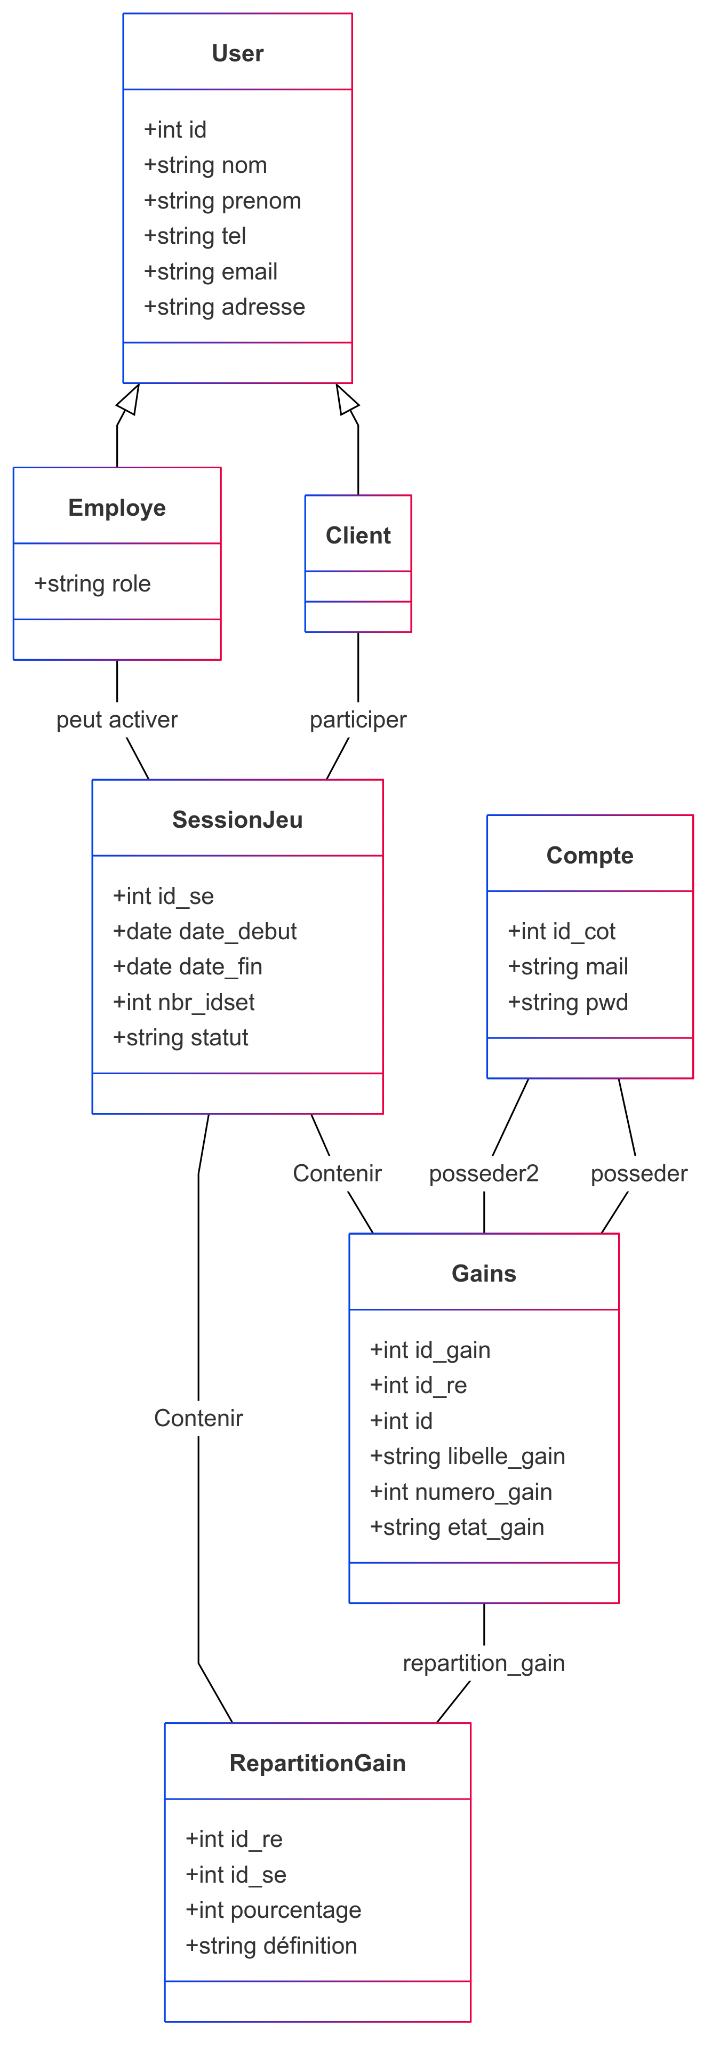 User
+int id
+string nom
+string prenom
+string tel
+string email
+string adresse
Employe
+string role
Client
peut activer
participer
SessionJeu
+int id_se
+date date_debut
+date date_fin
+int nbr_idset
+string statut
Compte
+int id_cot
+string mail
+string pwd
Contenir
posseder2
posseder
Gains
+int id_gain
+int id_re
+int id
+string libelle_gain
+int numero_gain
+string etat_gain
Contenir
repartition_gain
RepartitionGain
+int id_re
+int id_se
+int pourcentage
+string définition